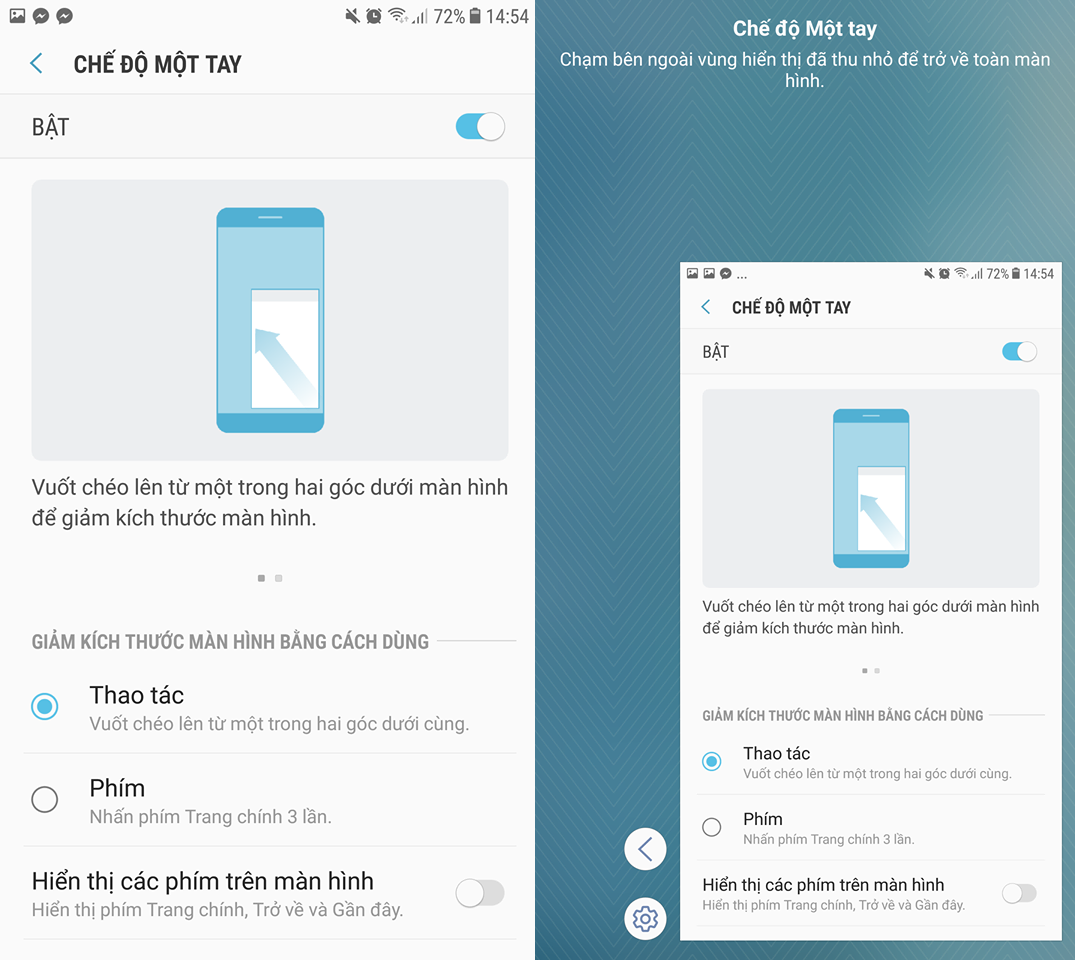 72% 14:54
CHẾ ĐỘ MỘT TAY
BẬT
Vuốt chéo lên từ một trong hai góc dưới màn hình
để giảm kích thước màn hình.
GIẢM KÍCH THƯỚC MÀN HÌNH BẰNG CÁCH DÙNG
Thao tác
Vuốt chéo lên từ một trong hai góc dưới cùng.
Phím
Nhấn phím Trang chính 3 lần.
Hiển thị các phím trên màn hình
Hiển thị phím Trang chính, Trở về và Gần đây.
Chế độ Một tay
Chạm bên ngoài vùng hiển thị đã thu nhỏ để trở về toàn màn
hình.
... 72% 14:54
CHẾ ĐỘ MỘT TAY
BẬT
Vuốt chéo lên từ một trong hai góc dưới màn hình
để giảm kích thước màn hình.
GIẢM KÍCH THƯỚC MÀN HÌNH BẰNG CÁCH DÙNG
Thao tác
Vuốt chéo lên từ một trong hai góc dưới cùng.
Phím
Nhấn phím Trang chính 3 lần.
Hiển thị các phím trên màn hình
Hiển thị phím Trang chính, Trở về và Gần đây.